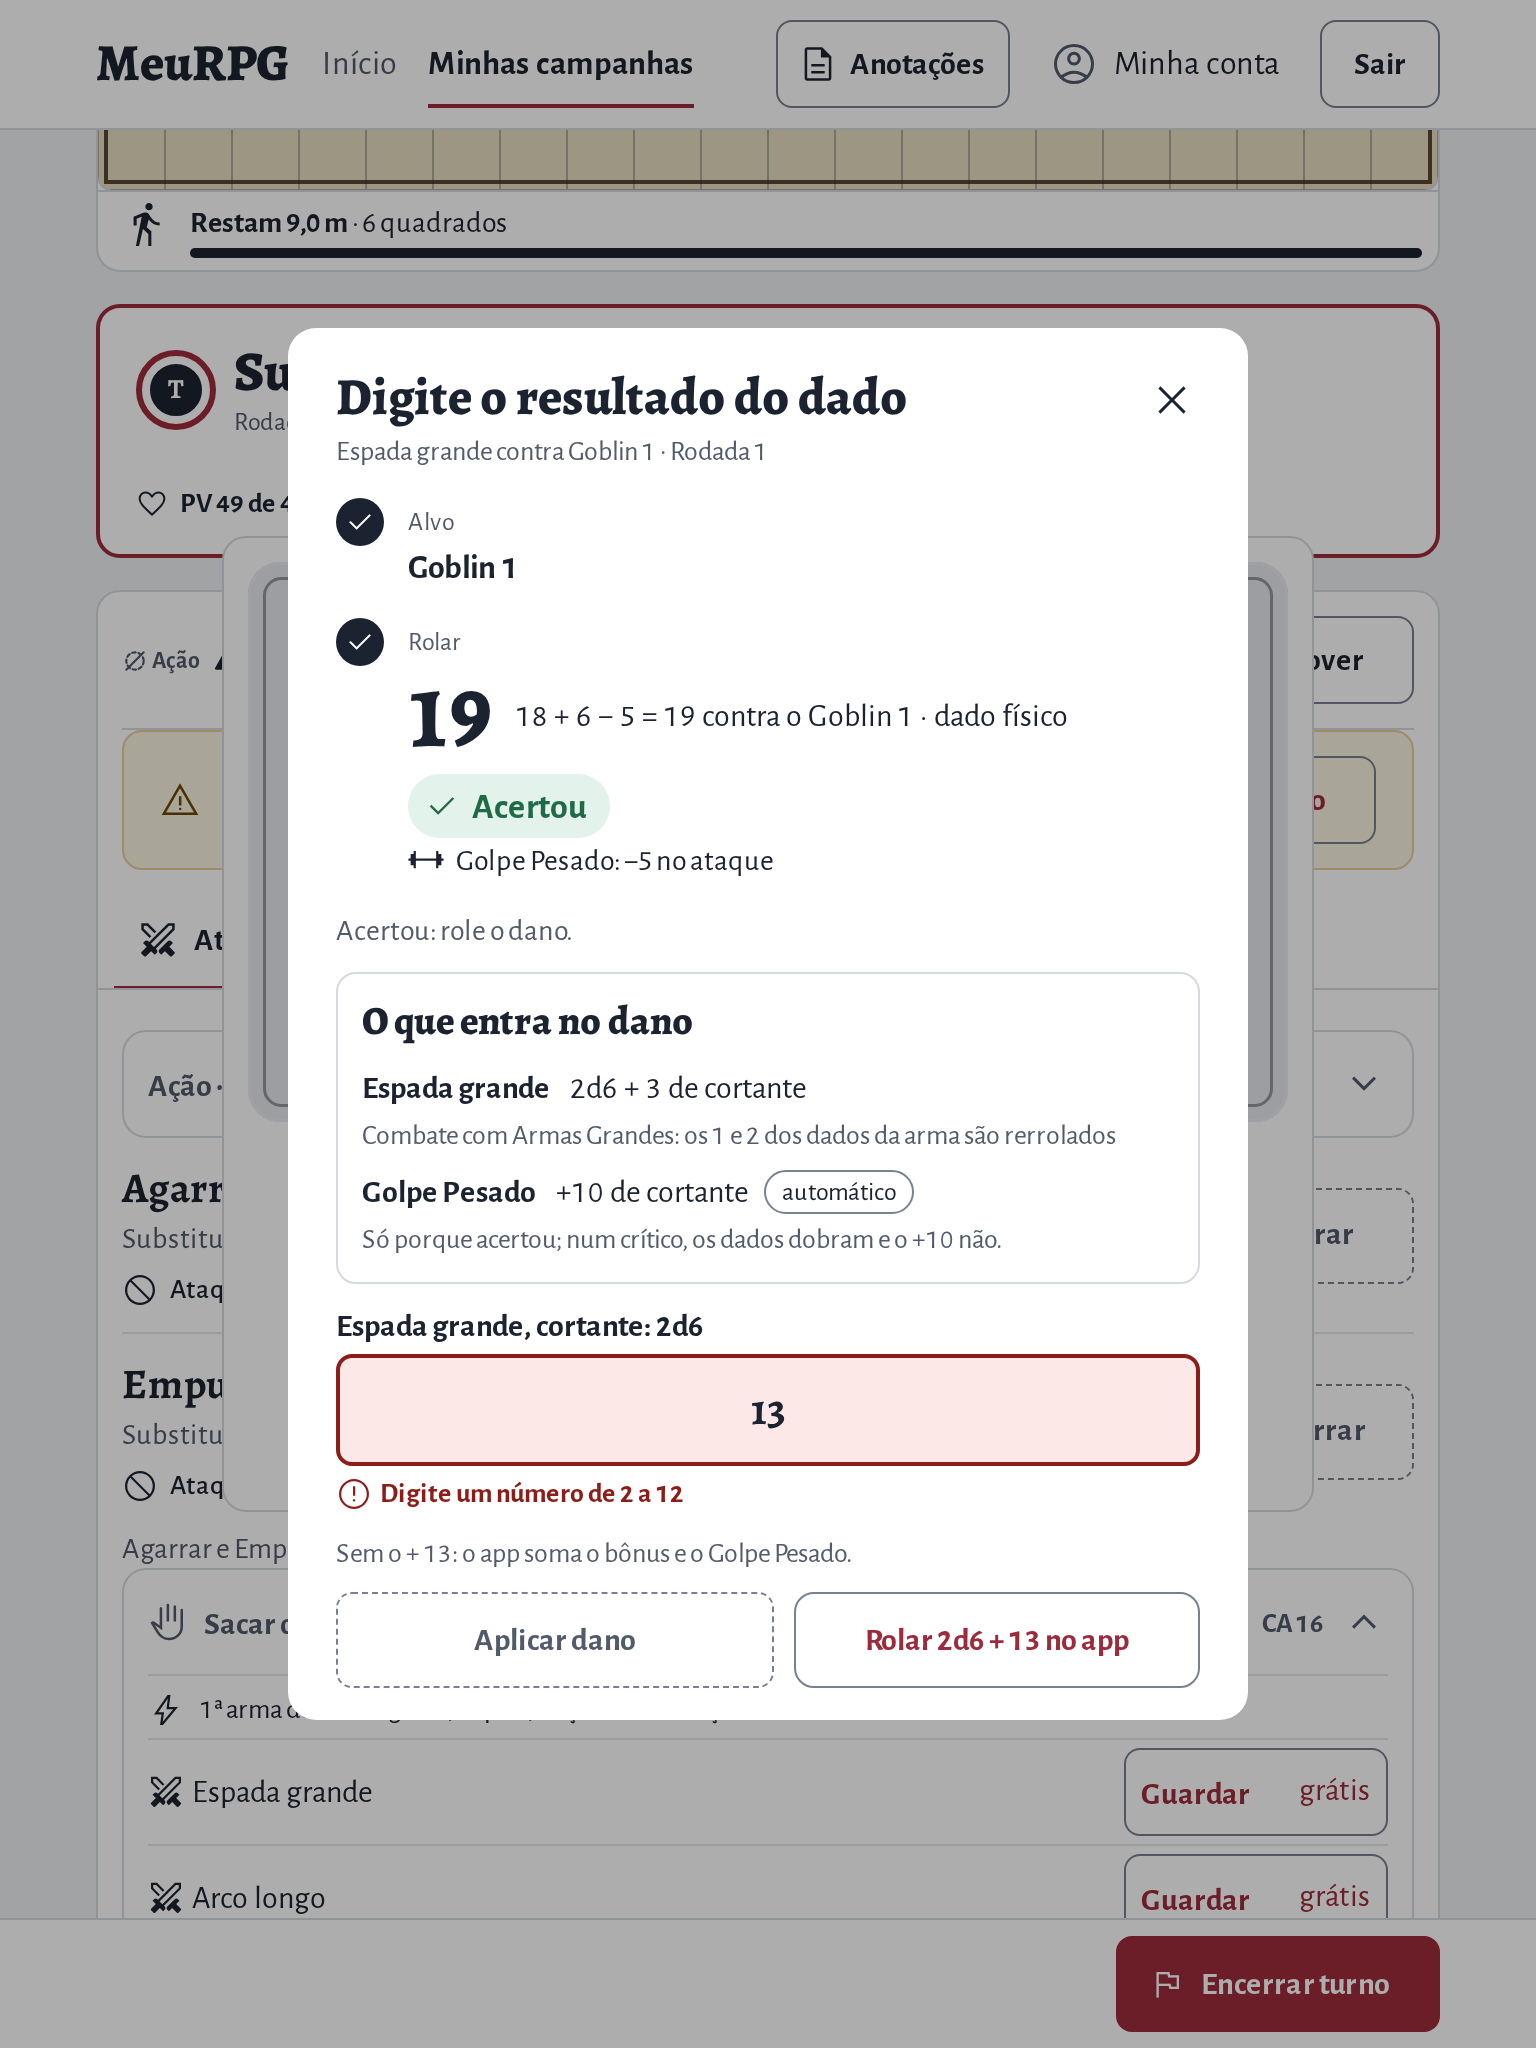 MeuRPG Início Minhas campanhas Anotações Minha conta Sair
Restam 9,0 m · 6 quadrados
T
PV 49 de
Digite o resultado do dado
Espada grande contra Goblin 1 · Rodada 1
Alvo
Goblin 1
Rolar
19 18 + 6 − 5 = 19 contra o Goblin 1 · dado físico
Acertou
Golpe Pesado: −5 no ataque
Acertou: role o dano.
O que entra no dano
Espada grande 2d6 + 3 de cortante
Combate com Armas Grandes: os 1 e 2 dos dados da arma são rerrolados
Golpe Pesado +10 de cortante automático
Só porque acertou; num crítico, os dados dobram e o +10 não.
Espada grande, cortante: 2d6
13
Digite um número de 2 a 12
Sem o + 13: o app soma o bônus e o Golpe Pesado.
Aplicar dano Rolar 2d6 + 13 no app
Ação
Ação ·
Agarrar e Emp
Sacar
CA 16
1ª arma
Espada grande Guardar grátis
Arco longo Guardar grátis
Encerrar turno